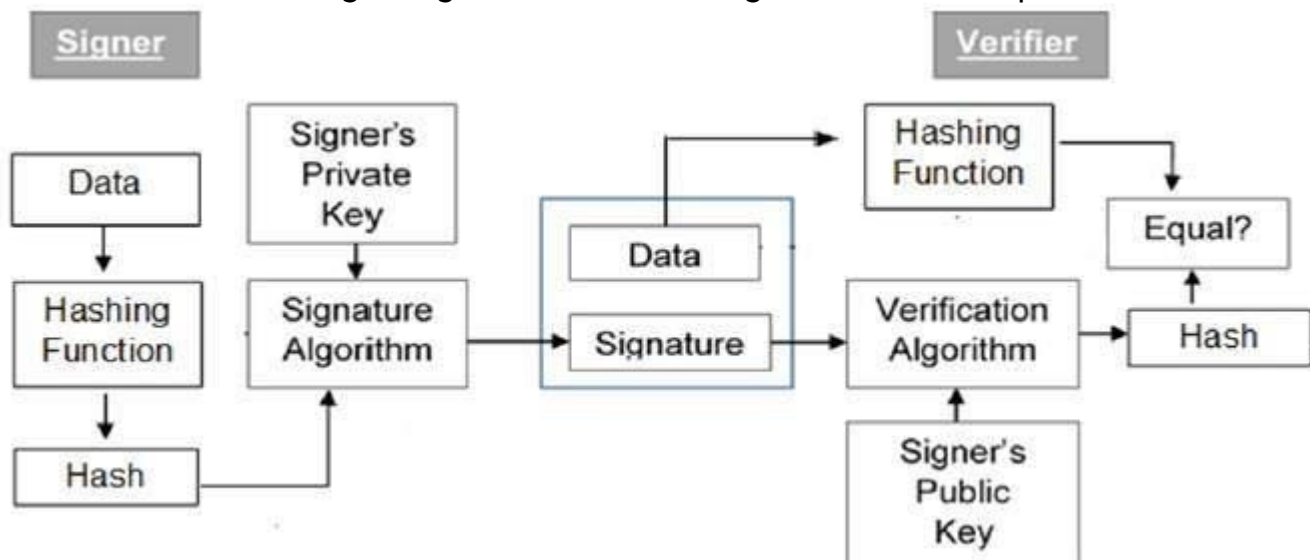 Signer
Verifier
Data
Hashing
Function
Hash
Signer's
Private
Key
Signature
Algorithm
Data
Signature
Hashing
Function
Verification
Algorithm
Signer's
Public
Key
Equal?
Hash